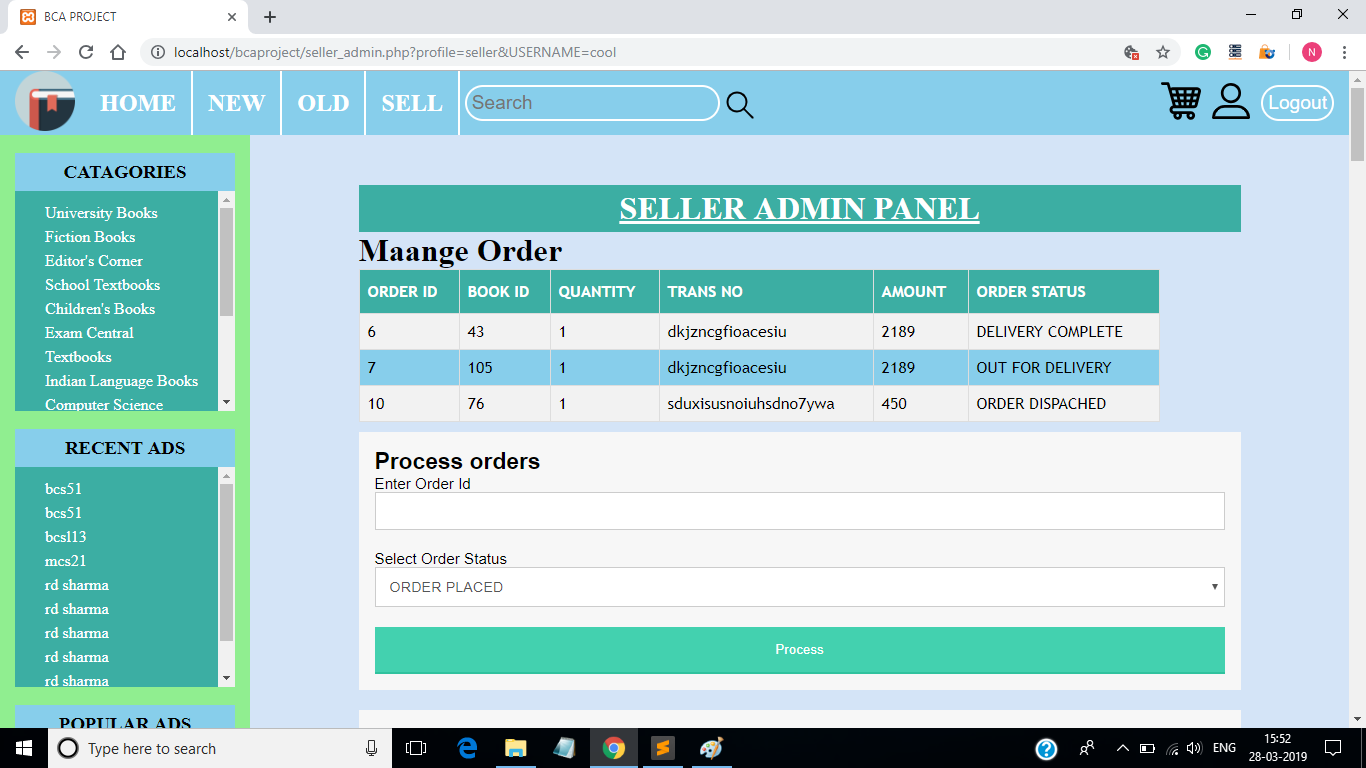 BCA PROJECT
localhost/bcaproject/seller_admin.php?profile=seller&USERNAME=cool
N
HOME NEW OLD SELL Search Logout
CATAGORIES
University Books
Fiction Books
Editor's Corner
School Textbooks
Children's Books
Exam Central
Textbooks
Indian Language Books
Computer Science
RECENT ADS
bcs51
bcs51
bcsl13
mcs21
rd sharma
rd sharma
rd sharma
rd sharma
rd sharma
POPULAR ADS
SELLER ADMIN PANEL
Maange Order
ORDER ID BOOK ID QUANTITY TRANS NO AMOUNT ORDER STATUS
6 43 1 dkjzncgfioacesiu 2189 DELIVERY COMPLETE
7 105 1 dkjzncgfioacesiu 2189 OUT FOR DELIVERY
10 76 1 sduxisusnoiuhsdno7ywa 450 ORDER DISPACHED
Process orders
Enter Order Id
Select Order Status
ORDER PLACED
Process
Type here to search
ENG
15:52
28-03-2019